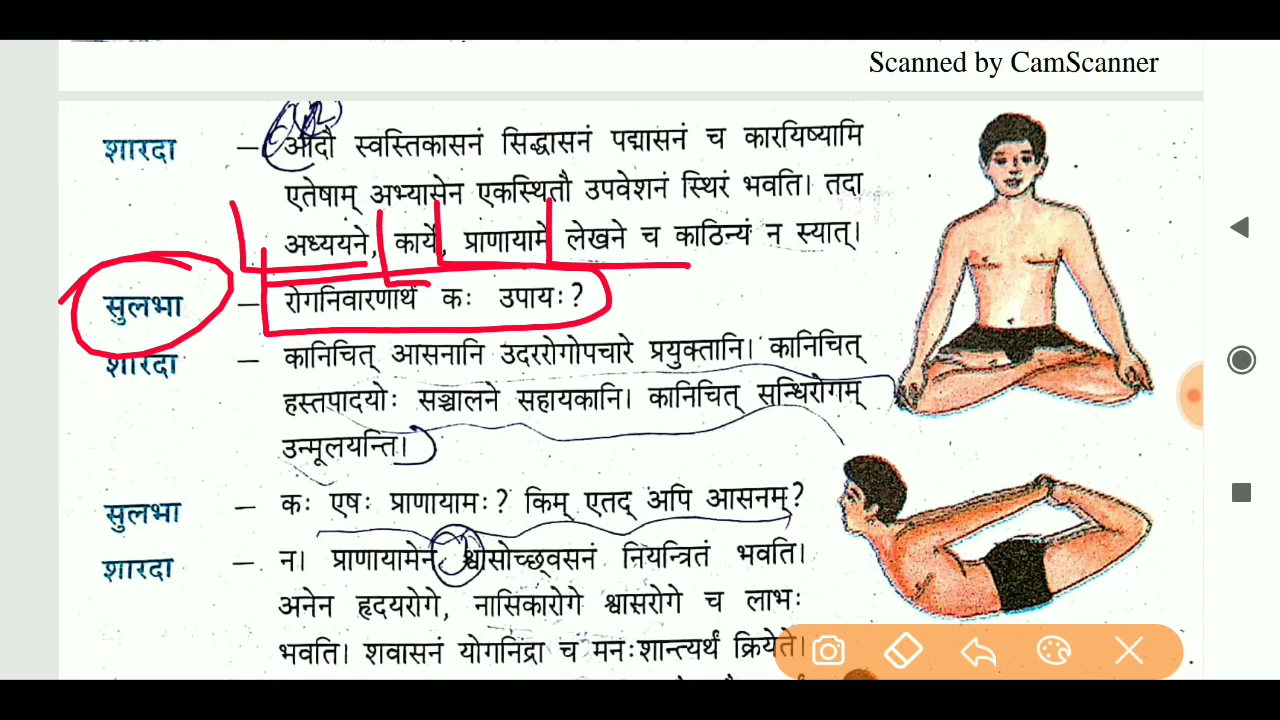 Scanned by CamScanner
शारदा – आदौ स्वस्तिकासनं सिद्धासनं पद्मासनं च कारयिष्यामि
एतेषाम् अभ्यासेन एकस्थितौ उपवेशनं स्थिरं भवति। तदा
अध्ययने, कार्ये, प्राणायामे लेखने च काठिन्यं न स्यात्।
सुलभा – रोगनिवारणार्थं कः उपायः?
शारदा – कानिचित् आसनानि उदररोगोपचारे प्रयुक्तानि। कानिचित्
हस्तपादयोः सञ्चालने सहायकानि। कानिचित् सन्धिरोगम्
उन्मूलयन्ति।
सुलभा – कः एषः प्राणायामः? किम् एतद् अपि आसनम्?
शारदा – न। प्राणायामेन श्वासोच्छ्वसनं नियन्त्रितं भवति।
अनेन हृदयरोगे, नासिकारोगे श्वासरोगे च लाभः
भवति। शवासनं योगनिद्रा च मनःशान्त्यर्थं क्रियेते।